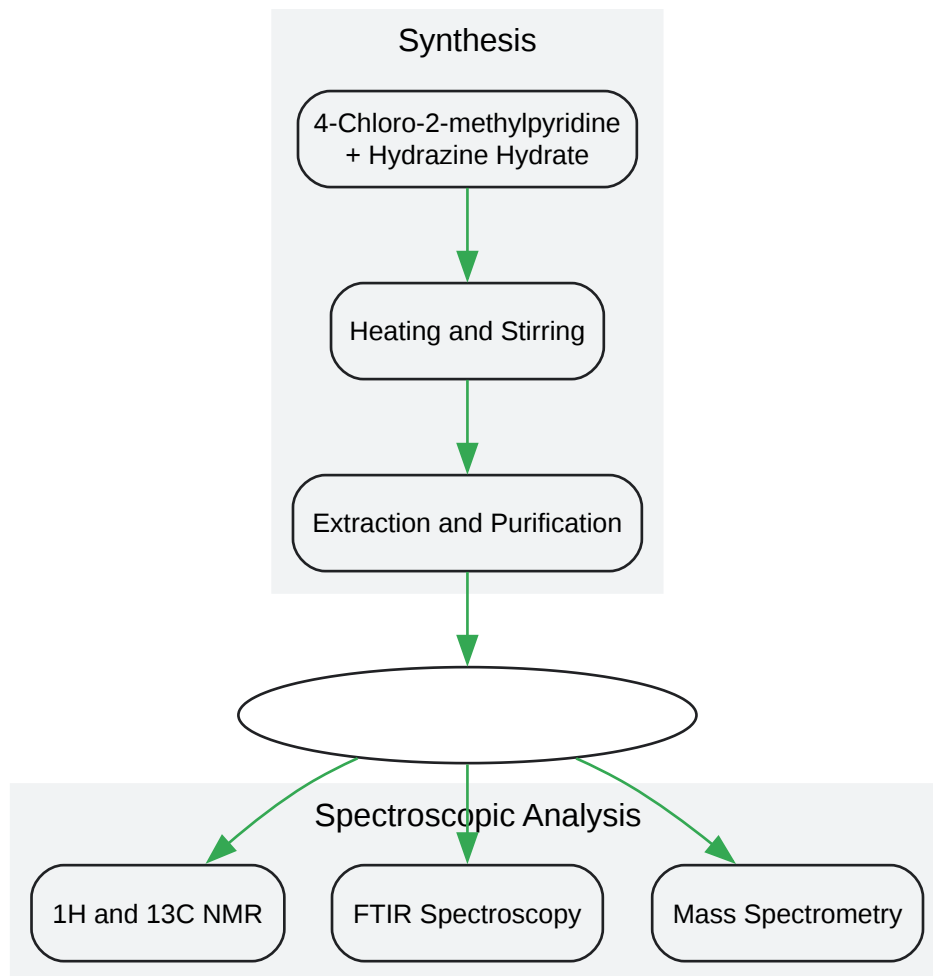 Synthesis
4-Chloro-2-methylpyridine
+ Hydrazine Hydrate
Heating and Stirring
Extraction and Purification
Spectroscopic Analysis
1H and 13C NMR
FTIR Spectroscopy
Mass Spectrometry